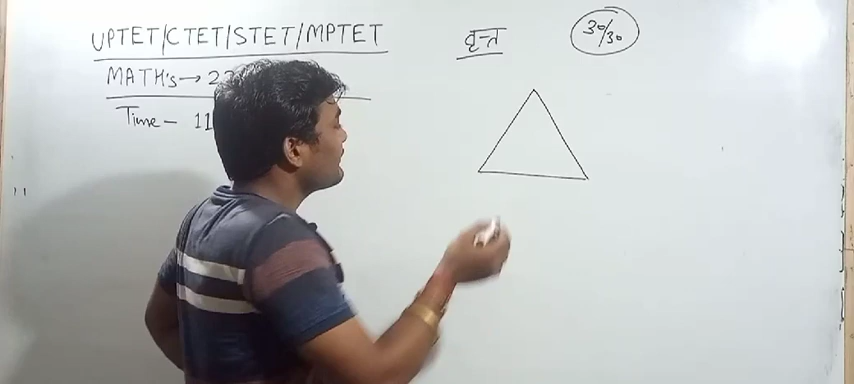 UPTET/CTET/STET/MPTET
वृत्त
30/30
MATH's → 2
Time - 11